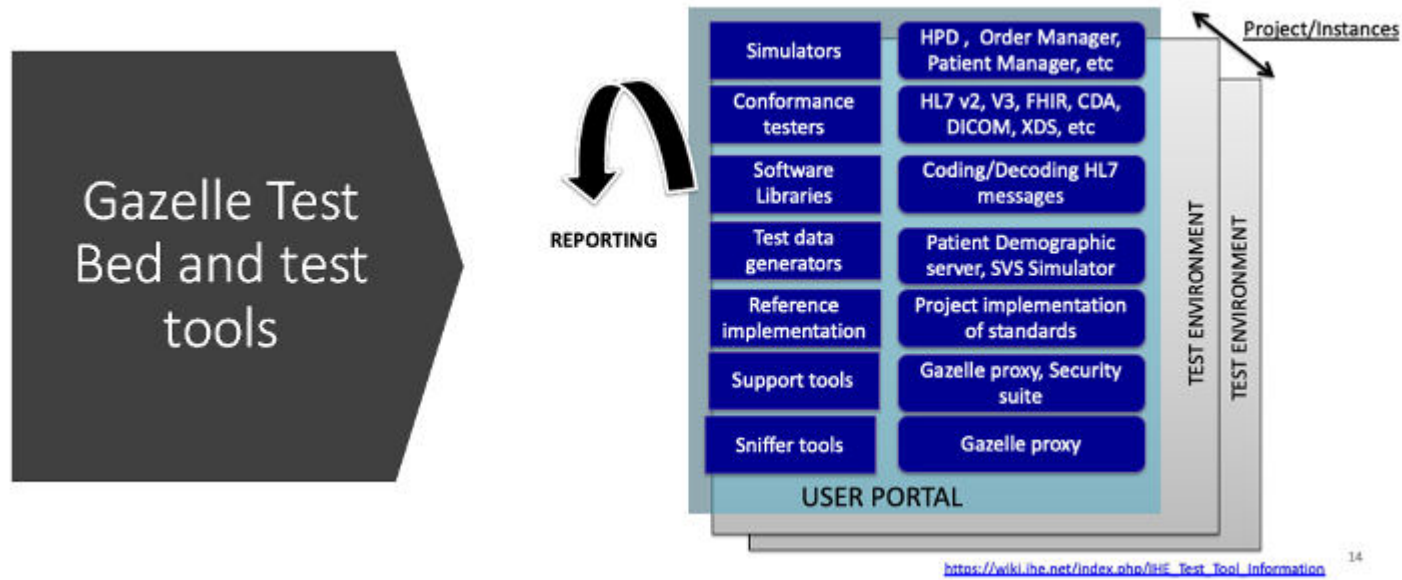 Gazelle Test
Bed and test
tools
REPORTING
Simulators
HPD , Order Manager,
Patient Manager, etc
Conformance
testers
HL7 v2, V3, FHIR, CDA,
DICOM, XDS, etc
Software
Libraries
Coding/Decoding HL7
messages
Test data
generators
Patient Demographic
server, SVS Simulator
Reference
implementation
Project implementation
of standards
Support tools
Gazelle proxy, Security
suite
Sniffer tools
Gazelle proxy
USER PORTAL
TEST ENVIRONMENT
TEST ENVIRONMENT
Project/Instances
https://wiki.ihe.net/index.php/IHE_Test_Tool_Information
14